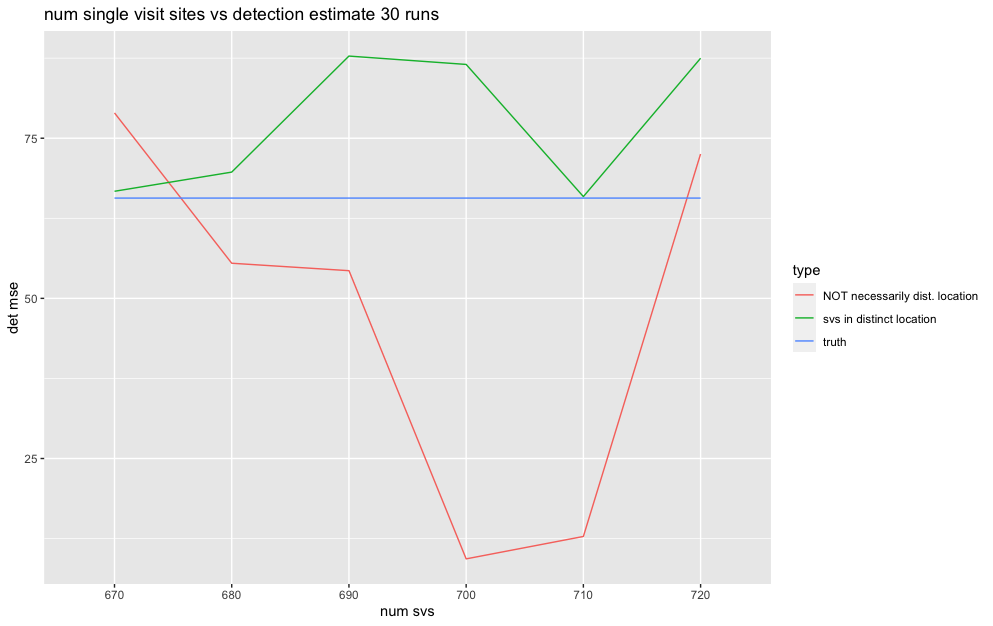 num single visit sites vs detection estimate 30 runs
75
50
25
det mse
670 680 690 700 710 720
num svs
type
NOT necessarily dist. location
svs in distinct location
truth